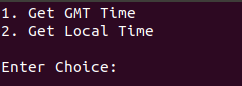 1. Get GMT Time
2. Get Local Time
Enter Choice: